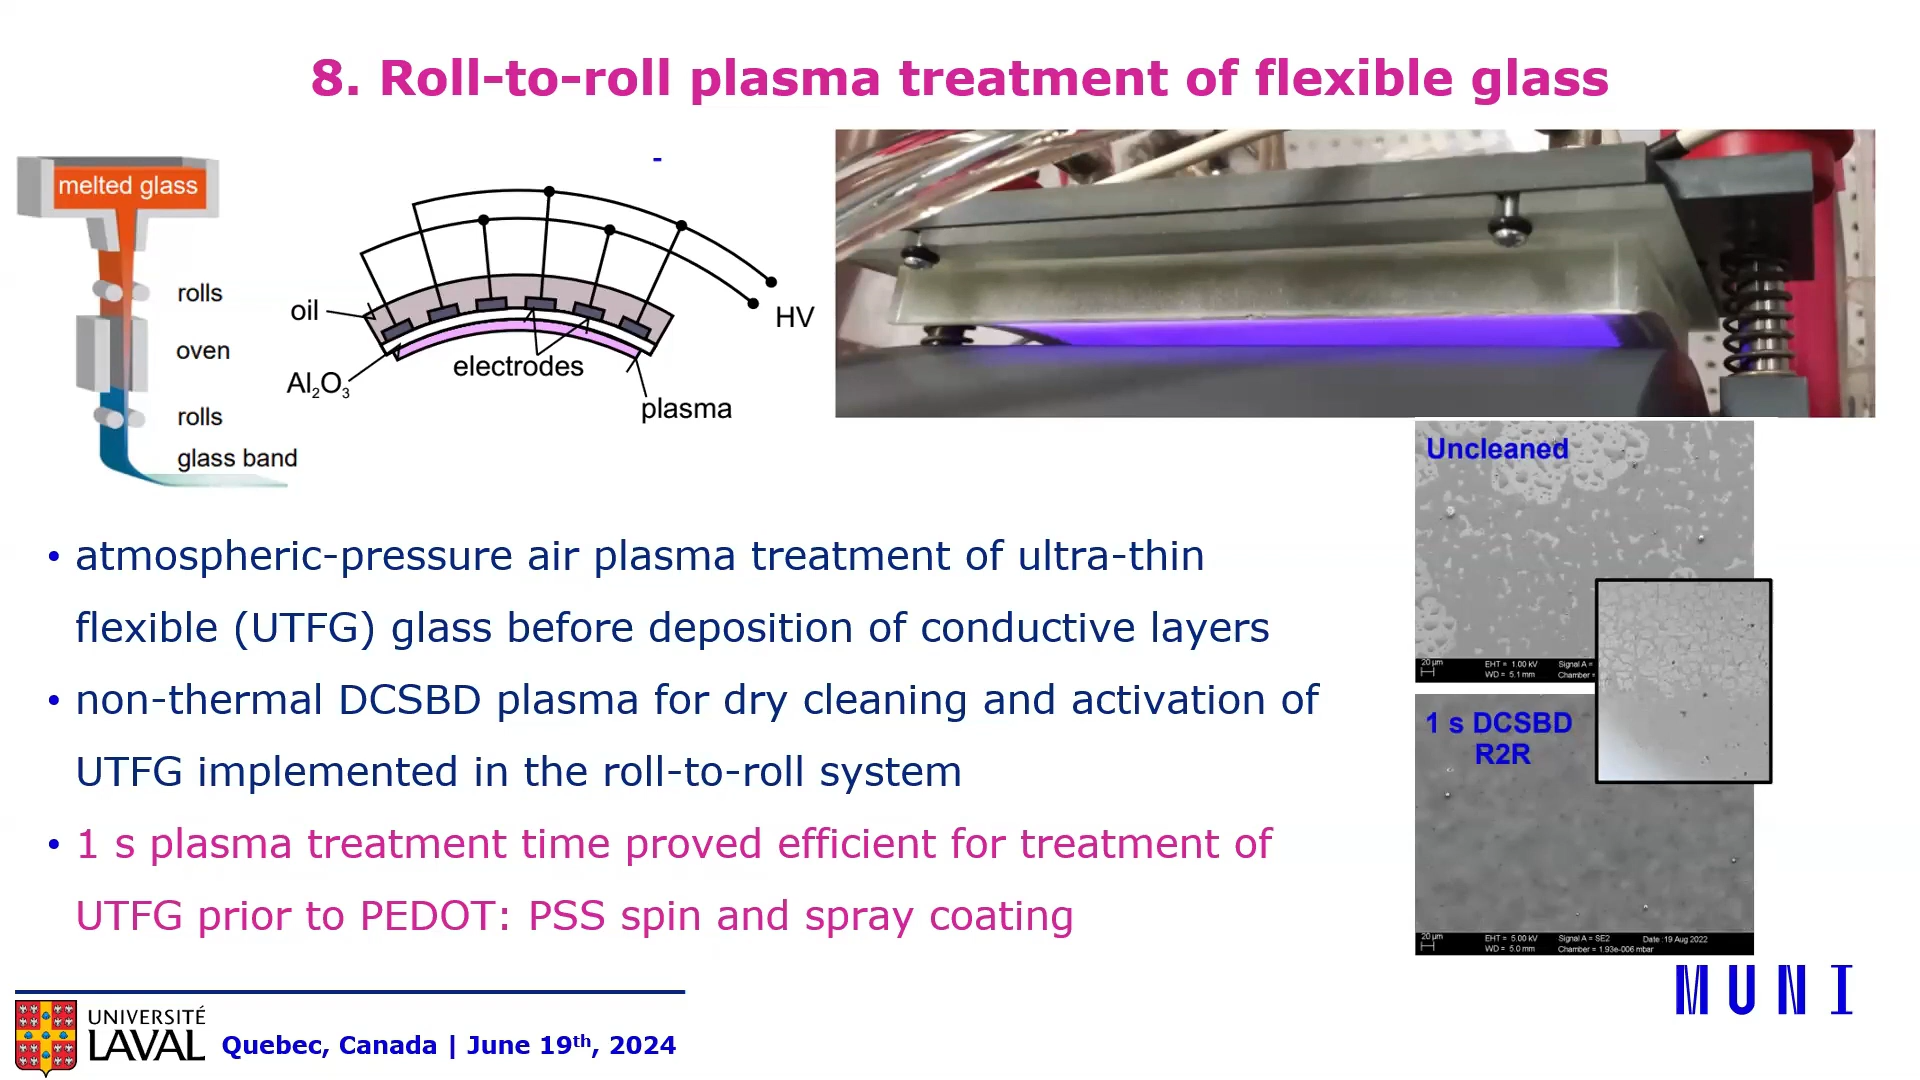 8. Roll-to-roll plasma treatment of flexible glass
melted glass
rolls
oven
rolls
glass band
-
oil
Al₂O₃
electrodes
plasma
HV
Uncleaned
20 µm
EHT = 1.00 kV
Signal A =
WD = 5.1 mm
Chamber =
1 s DCSBD
R2R
20 µm
EHT = 5.00 kV
Signal A = SE2
Date :19 Aug 2022
WD = 5.0 mm
Chamber = 1.93e-006 mbar
• atmospheric-pressure air plasma treatment of ultra-thin
flexible (UTFG) glass before deposition of conductive layers
• non-thermal DCSBD plasma for dry cleaning and activation of
UTFG implemented in the roll-to-roll system
• 1 s plasma treatment time proved efficient for treatment of
UTFG prior to PEDOT: PSS spin and spray coating
MUNI
UNIVERSITÉ
LAVAL
Quebec, Canada | June 19th, 2024